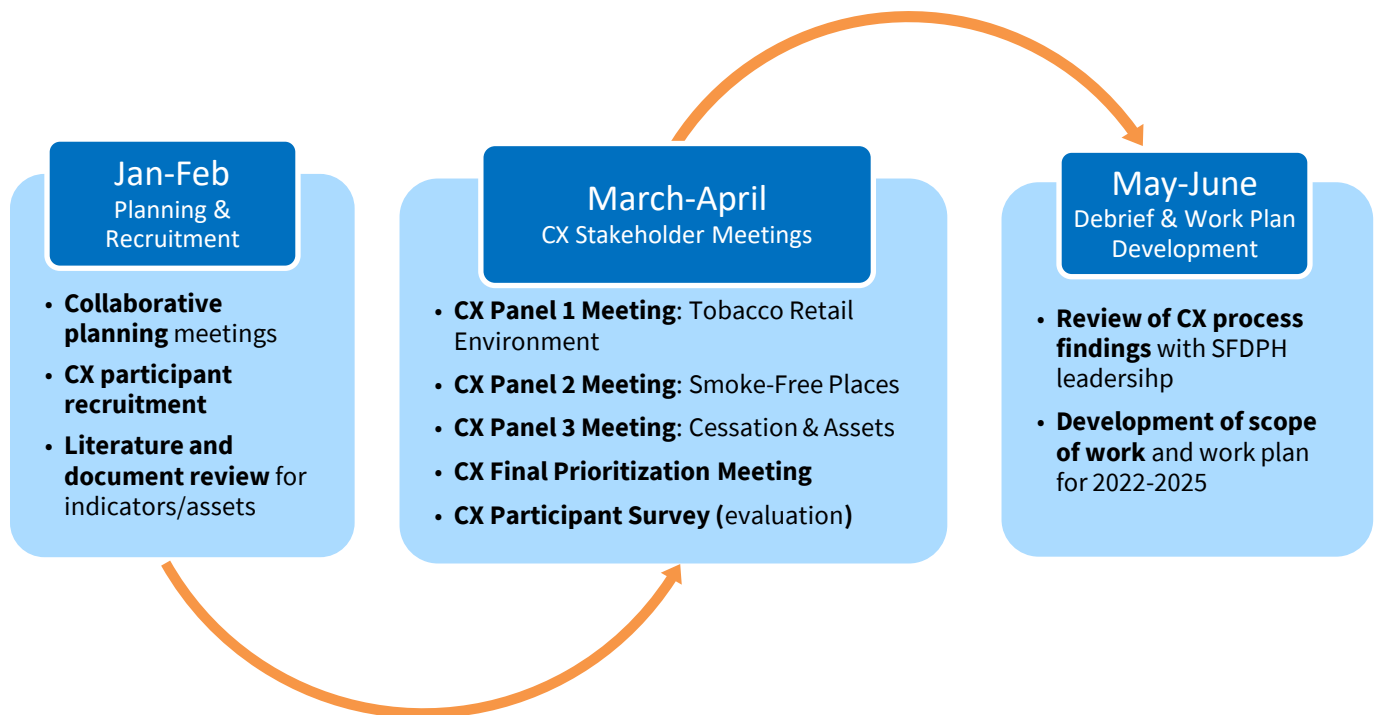 Jan-Feb
Planning &
Recruitment
• Collaborative
planning meetings
• CX participant
recruitment
• Literature and
document review for
indicators/assets
March-April
CX Stakeholder Meetings
• CX Panel 1 Meeting: Tobacco Retail
Environment
• CX Panel 2 Meeting: Smoke-Free Places
• CX Panel 3 Meeting: Cessation & Assets
• CX Final Prioritization Meeting
• CX Participant Survey (evaluation)
May-June
Debrief & Work Plan
Development
• Review of CX process
findings with SFDPH
leadersihp
• Development of scope
of work and work plan
for 2022-2025